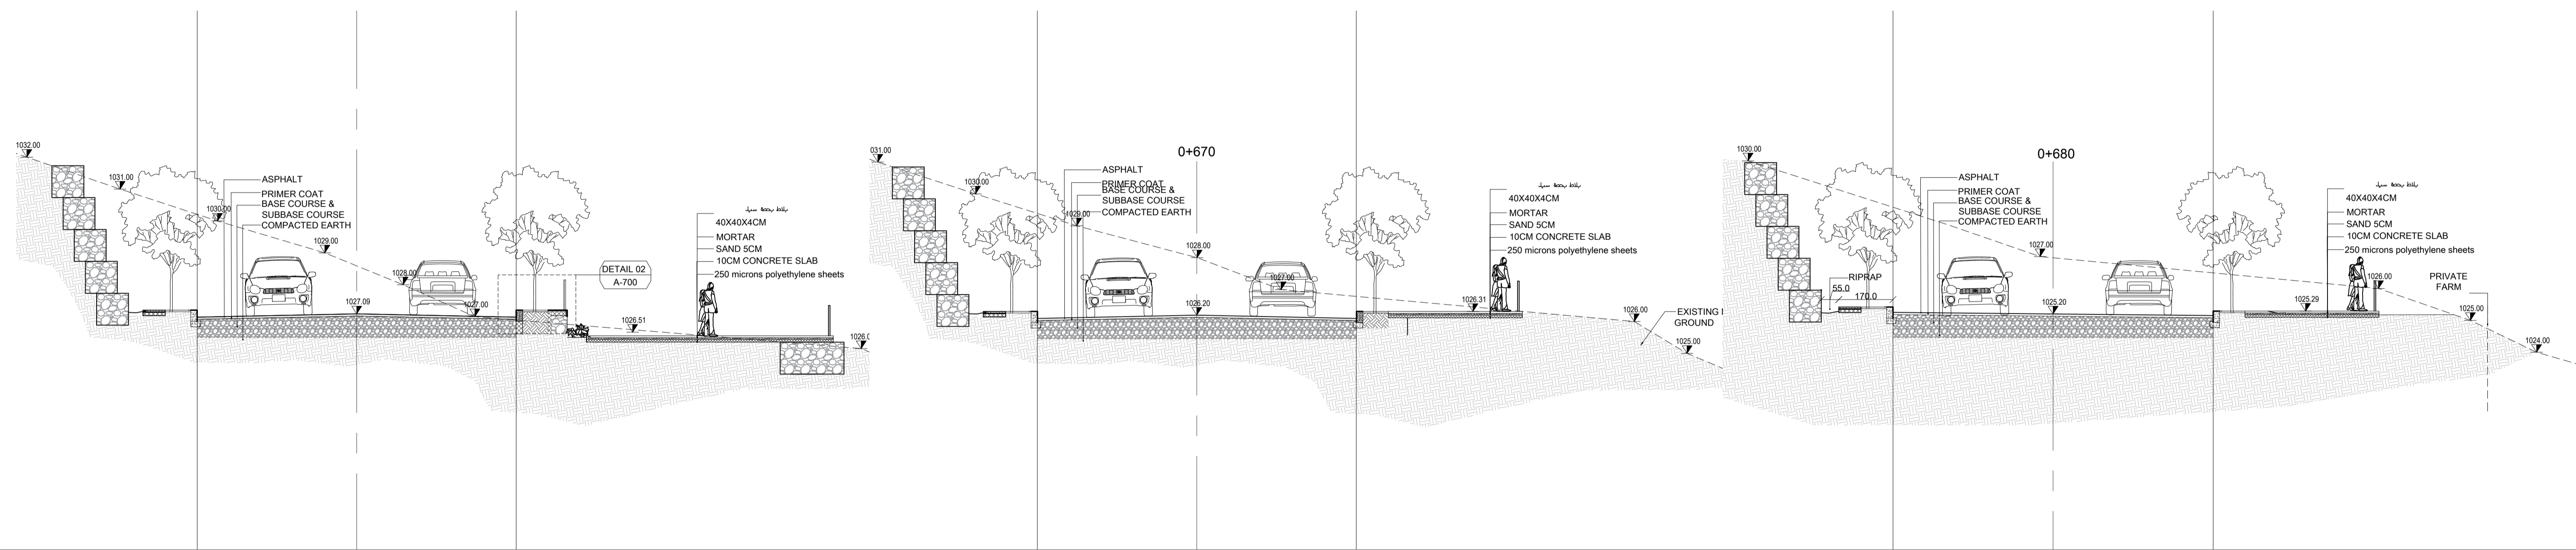 1032.00
1031.00
1030.00
1029.00
1028.00
1027.09
1027.00
ASPHALT
PRIMER COAT
BASE COURSE &
SUBBASE COURSE
COMPACTED EARTH
DETAIL 02
A-700
1026.51
40X40X4CM
MORTAR
SAND 5CM
10CM CONCRETE SLAB
250 microns polyethylene sheets
1026.0
0+670
031.00
1030.00
1029.00
1028.00
1027.00
1026.20
ASPHALT
PRIMER COAT
BASE COURSE &
SUBBASE COURSE
COMPACTED EARTH
1026.31
40X40X4CM
MORTAR
SAND 5CM
10CM CONCRETE SLAB
250 microns polyethylene sheets
1026.00
EXISTING
GROUND
1025.00
0+680
1030.00
RIPRAP
55.0
170.0
ASPHALT
PRIMER COAT
BASE COURSE &
SUBBASE COURSE
COMPACTED EARTH
1027.00
1025.20
1025.29
40X40X4CM
MORTAR
SAND 5CM
10CM CONCRETE SLAB
250 microns polyethylene sheets
1026.00
PRIVATE
FARM
1025.00
1024.00